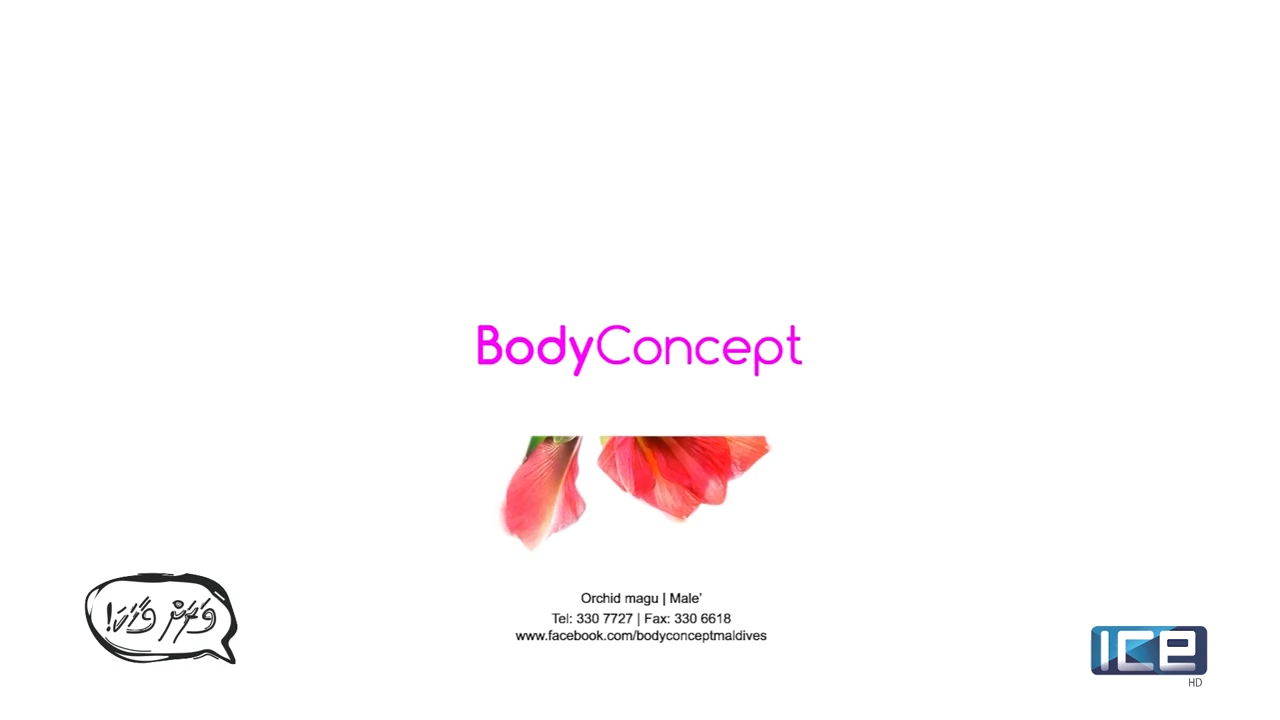 BodyConcept
Orchid magu | Male'
Tel: 330 7727 | Fax: 330 6618
www.facebook.com/bodyconceptmaldives
ICE
HD